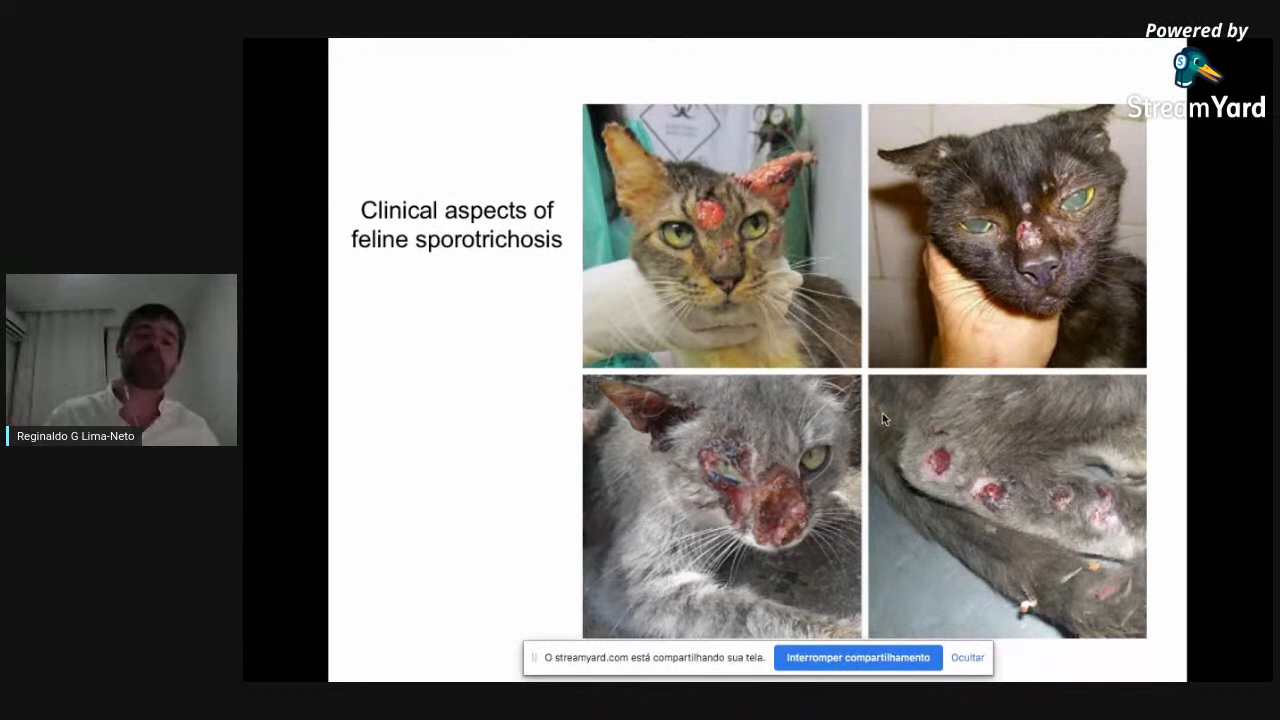 Powered by
StreamYard
Clinical aspects of
feline sporotrichosis
Reginaldo G Lima-Neto
O streamyard.com está compartilhando sua tela.
Interromper compartilhamento
Ocultar